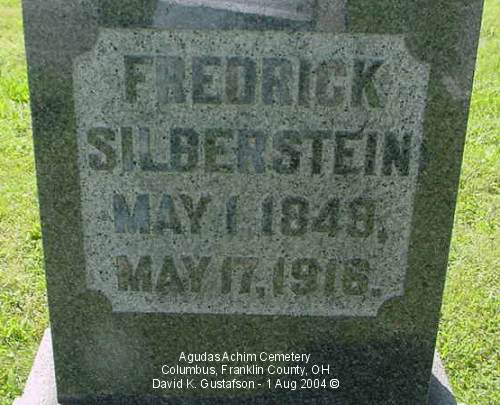 FREDRICK
SILBERSTEIN
MAY 1, 1849,
MAY 17, 1916.
Agudas Achim Cemetery
Columbus, Franklin County, OH
David K. Gustafson - 1 Aug 2004 ©